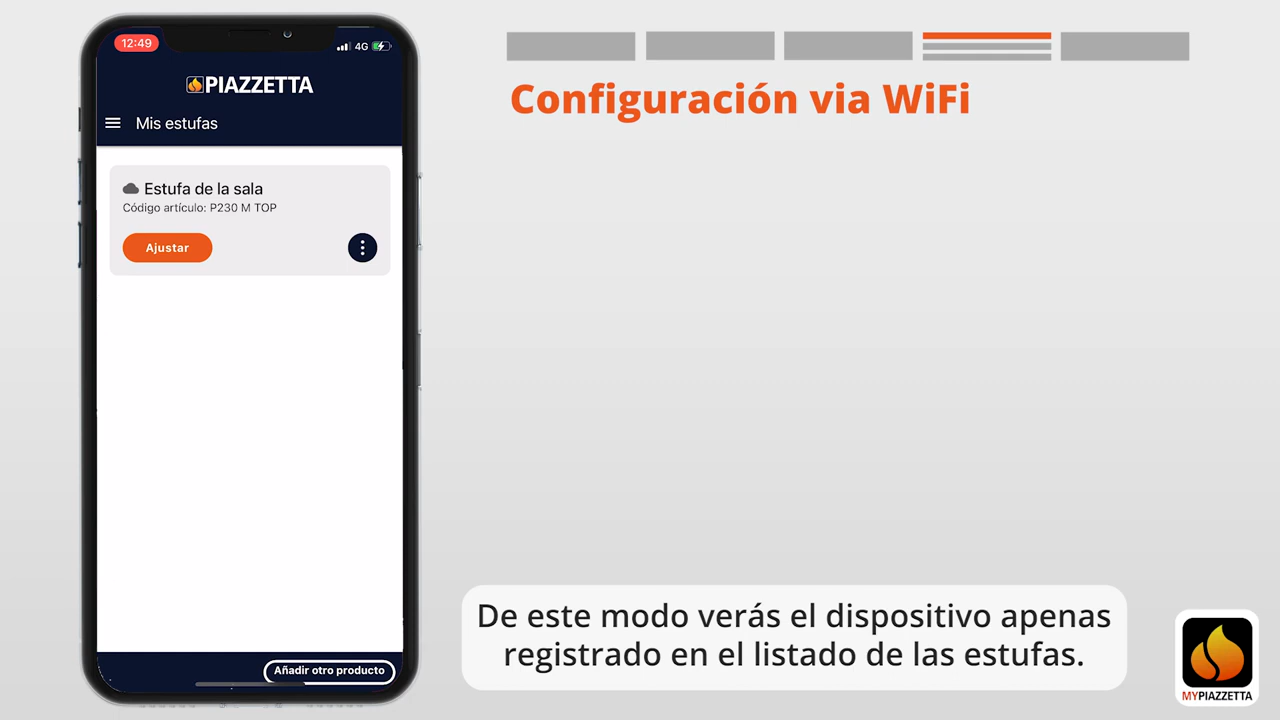 12:49
4G
PIAZZETTA
Mis estufas
Estufa de la sala
Código artículo: P230 M TOP
Ajustar
Añadir otro producto
Configuración via WiFi
De este modo verás el dispositivo apenas
registrado en el listado de las estufas.
MYPIAZZETTA